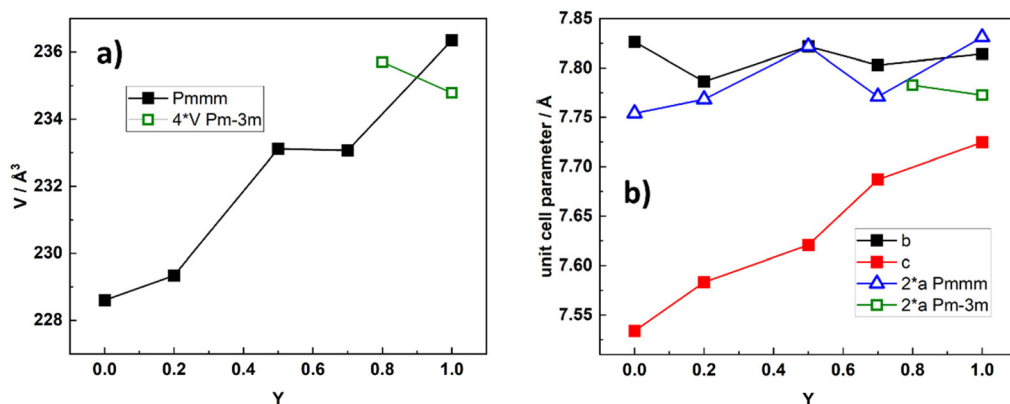 a)
Pmmm
4*V Pm-3m
V / Å³
236
234
232
230
228
0.0 0.2 0.4 0.6 0.8 1.0
Y
b)
b
c
2*a Pmmm
2*a Pm-3m
unit cell parameter / Å
7.85
7.80
7.75
7.70
7.65
7.60
7.55
0.0 0.2 0.4 0.6 0.8 1.0
Y